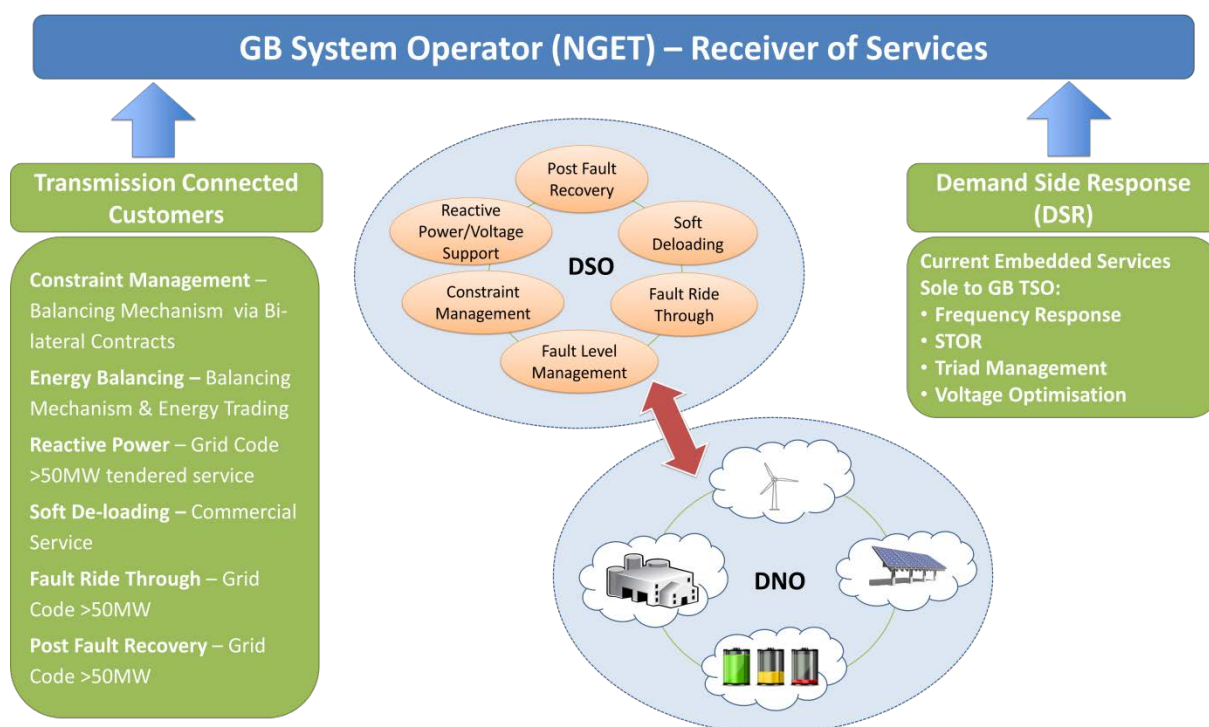 GB System Operator (NGET) – Receiver of Services
Transmission Connected
Customers
Constraint Management –
Balancing Mechanism via Bi-
lateral Contracts
Energy Balancing – Balancing
Mechanism & Energy Trading
Reactive Power – Grid Code
>50MW tendered service
Soft De-loading – Commercial
Service
Fault Ride Through – Grid
Code >50MW
Post Fault Recovery – Grid
Code >50MW
Post Fault
Recovery
Reactive
Power/Voltage
Support
Soft
Deloading
DSO
Constraint
Management
Fault Ride
Through
Fault Level
Management
DNO
Demand Side Response
(DSR)
Current Embedded Services
Sole to GB TSO:
• Frequency Response
• STOR
• Triad Management
• Voltage Optimisation